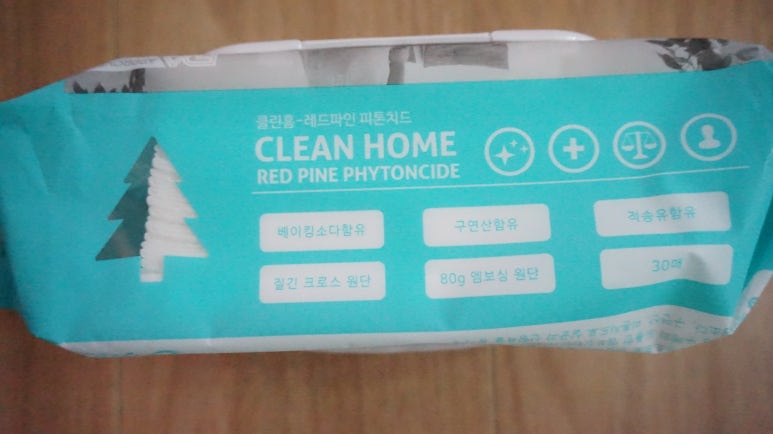 클린홈-레드파인 피톤치드
CLEAN HOME
RED PINE PHYTONCIDE
베이킹소다함유
구연산함유
적송유함유
질긴 크로스 원단
80g 엠보싱 원단
30매